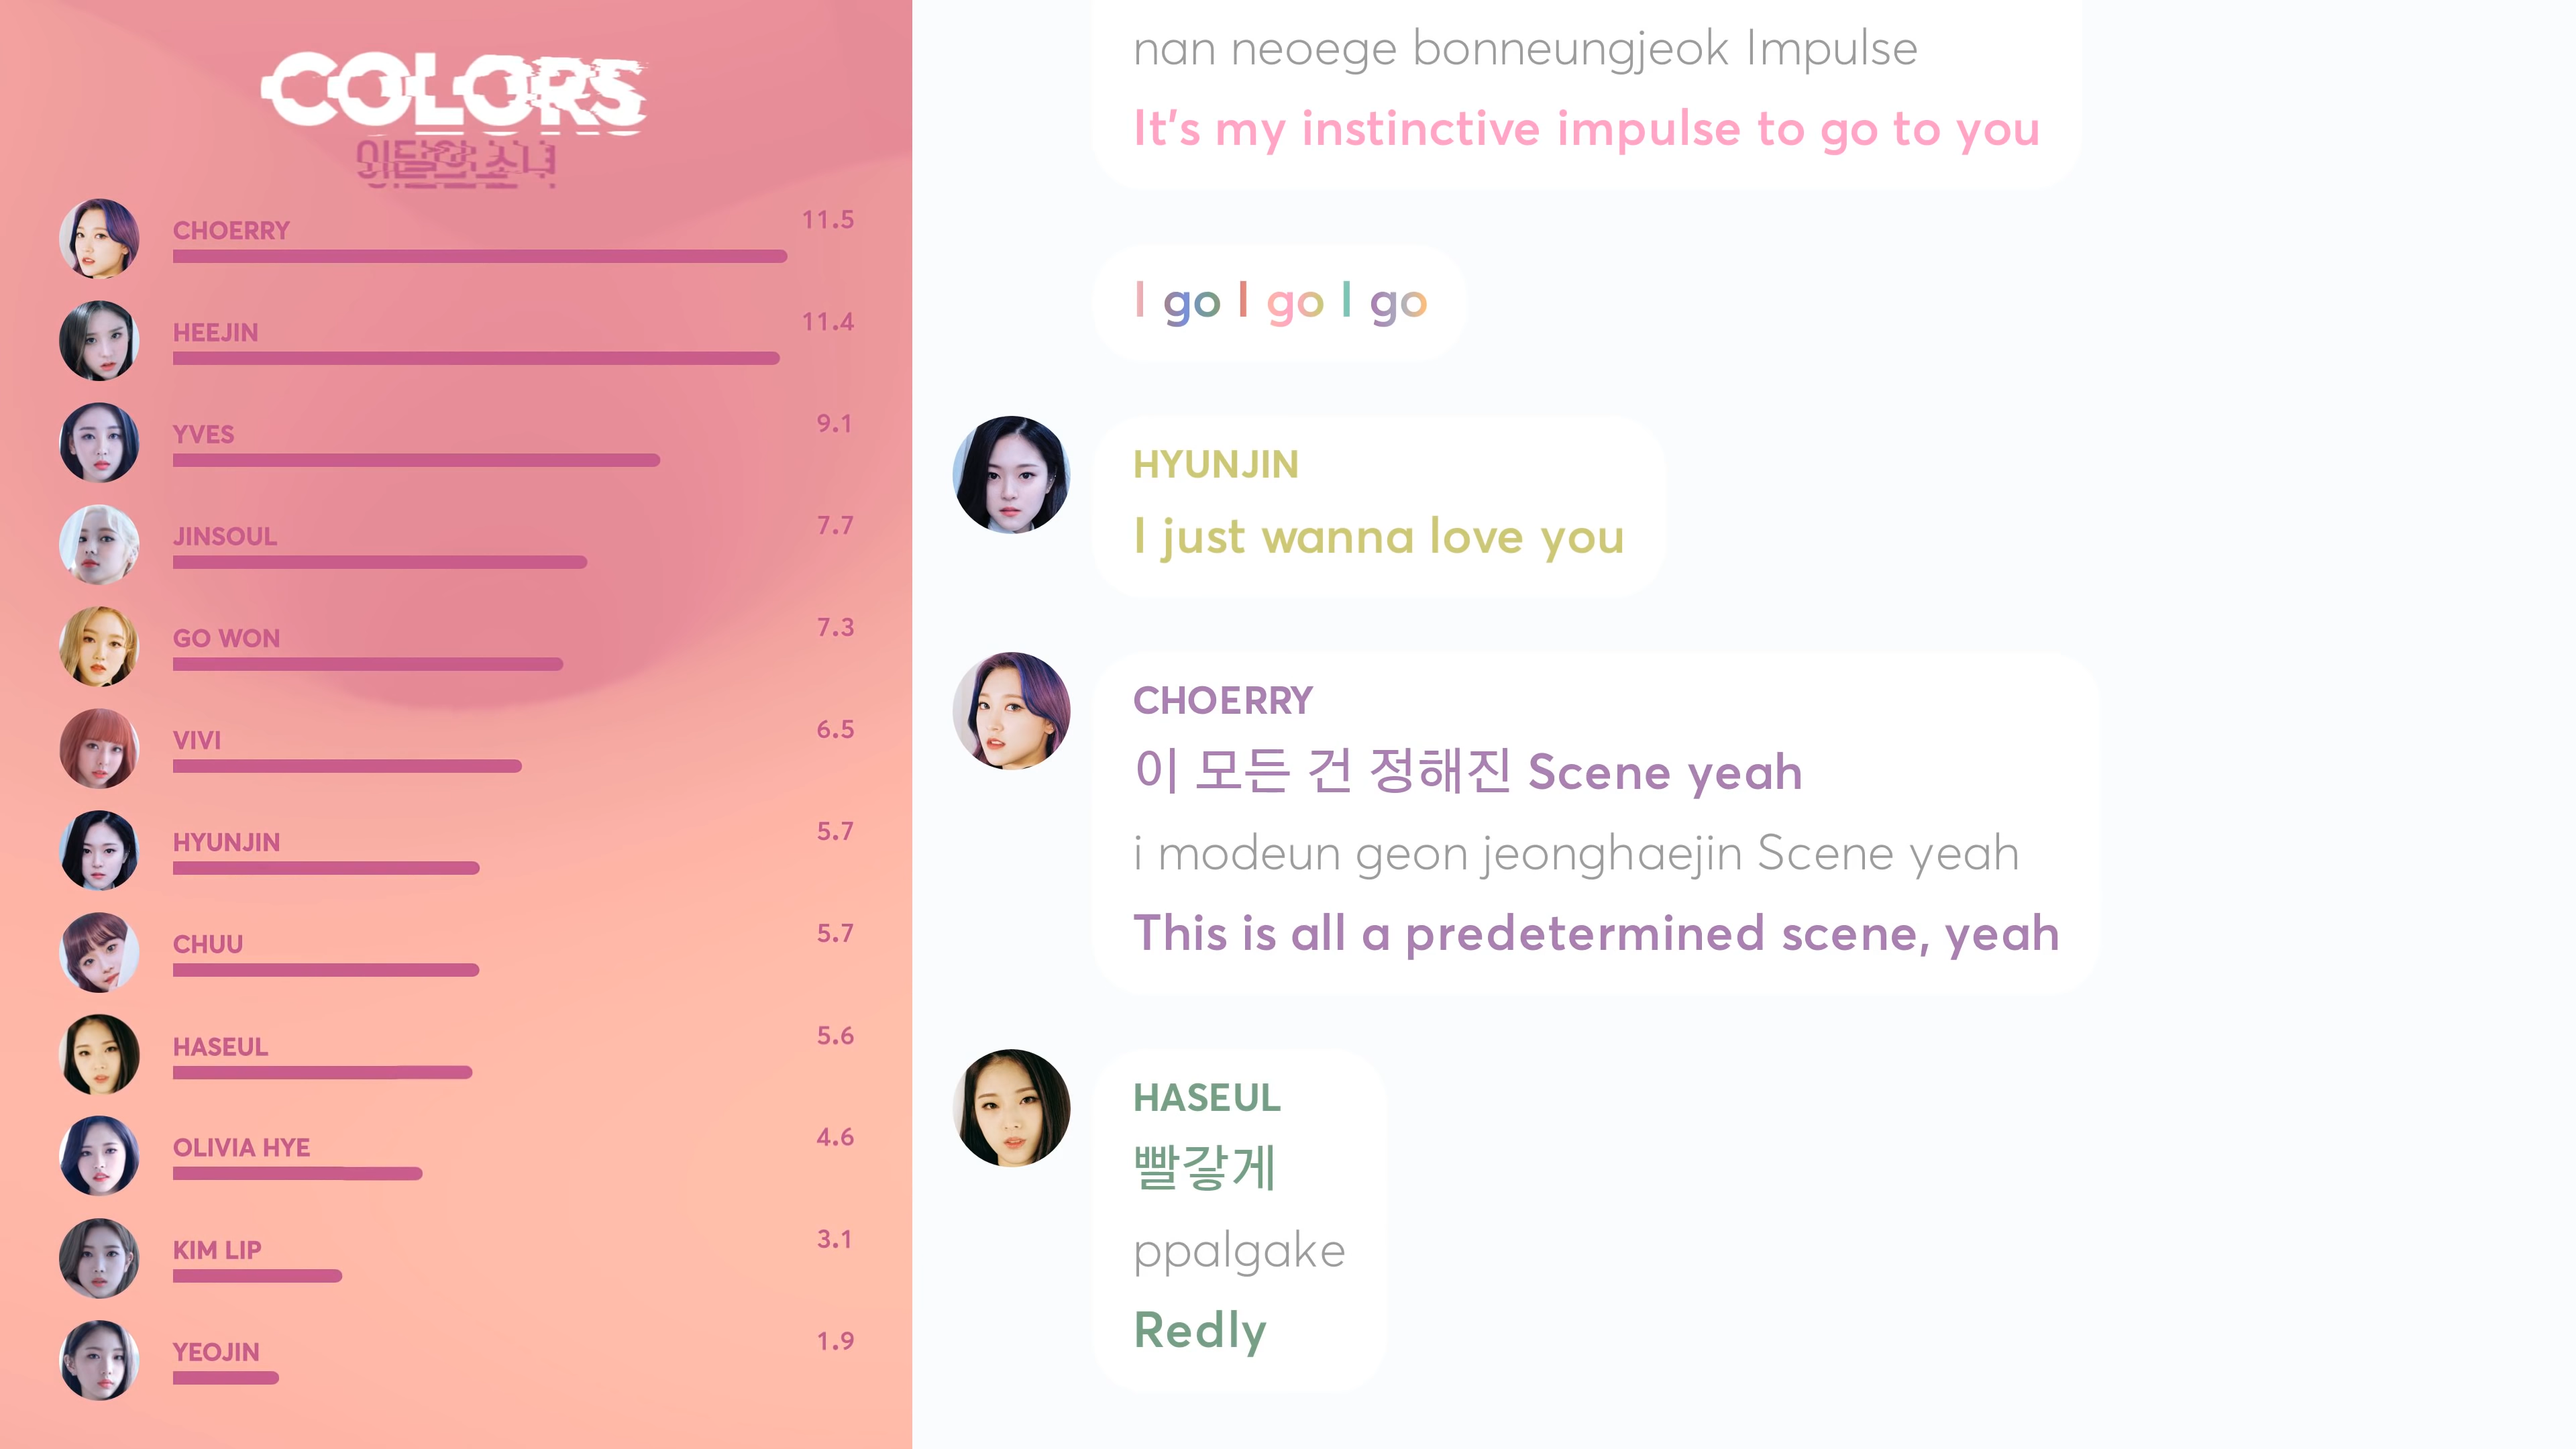 COLORS
이달의 소녀
CHOERRY
11.5
HEEJIN
11.4
YVES
9.1
JINSOUL
7.7
GO WON
7.3
VIVI
6.5
HYUNJIN
5.7
CHUU
5.7
HASEUL
5.6
OLIVIA HYE
4.6
KIM LIP
3.1
YEOJIN
1.9
nan neoege bonneungjeok Impulse
It's my instinctive impulse to go to you
I go I go I go
HYUNJIN
I just wanna love you
CHOERRY
이 모든 건 정해진 Scene yeah
i modeun geon jeonghaejin Scene yeah
This is all a predetermined scene, yeah
HASEUL
빨갛게
ppalgake
Redly